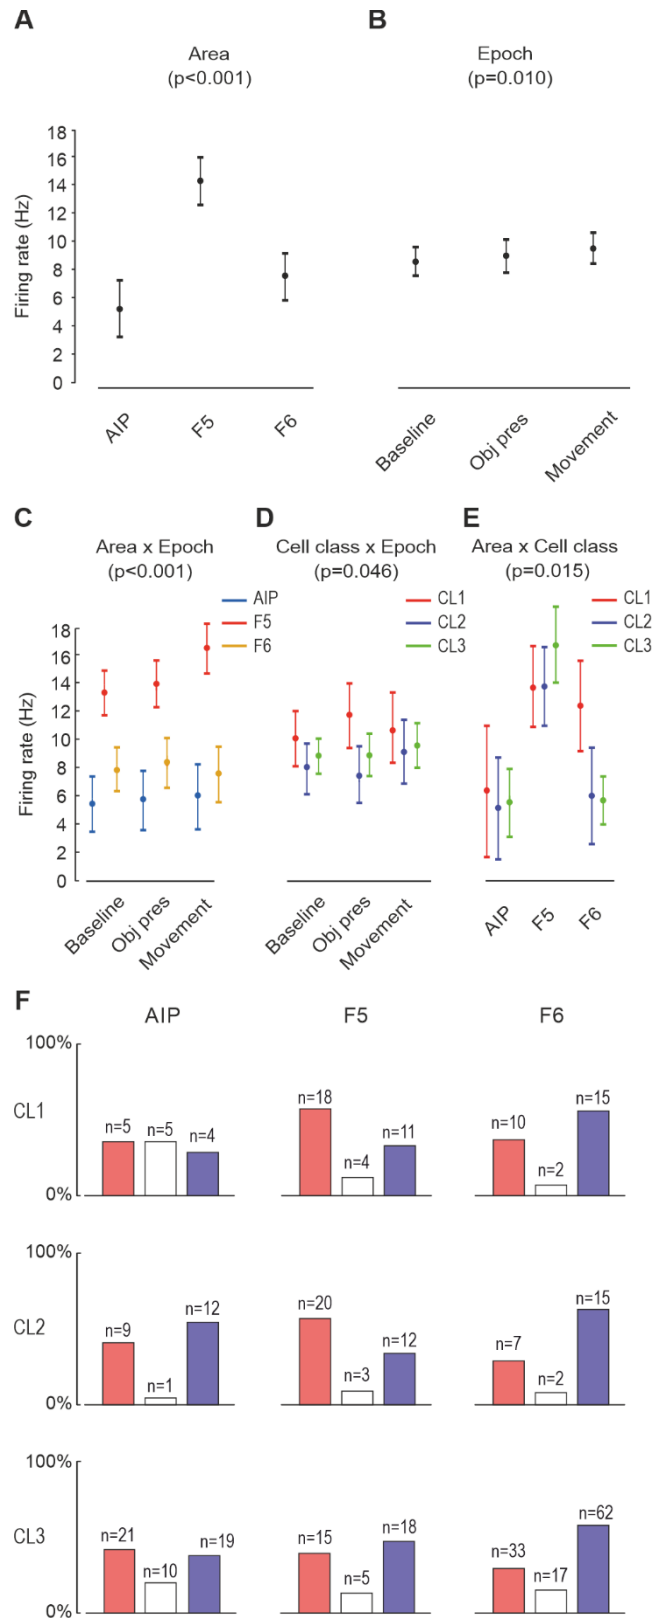 A
B
Area
(p<0.001)
Epoch
(p=0.010)
Firing rate (Hz)
18
16
14
12
10
8
6
4
2
0
AIP
F5
F6
Baseline
Obj pres
Movement
C
D
E
Area x Epoch
(p<0.001)
Cell class x Epoch
(p=0.046)
Area x Cell class
(p=0.015)
AIP
F5
F6
CL1
CL2
CL3
CL1
CL2
CL3
Firing rate (Hz)
18
16
14
12
10
8
6
4
2
0
Baseline
Obj pres
Movement
Baseline
Obj pres
Movement
AIP
F5
F6
F
AIP
F5
F6
100%
CL1
0%
n=5
n=5
n=4
n=18
n=4
n=11
n=10
n=2
n=15
100%
CL2
0%
n=9
n=1
n=12
n=20
n=3
n=12
n=7
n=2
n=15
100%
CL3
0%
n=21
n=10
n=19
n=15
n=5
n=18
n=33
n=17
n=62